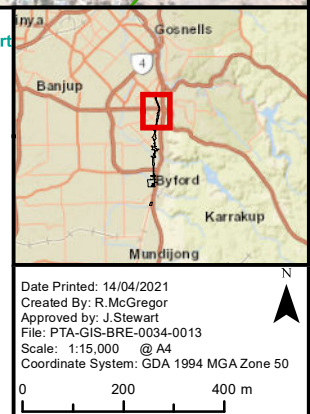 inya
Gosnells
rt
4
Banjup
Byford
Karrakup
Mundijong
N
Date Printed: 14/04/2021
Created By: R.McGregor
Approved by: J.Stewart
File: PTA-GIS-BRE-0034-0013
Scale: 1:15,000 @ A4
Coordinate System: GDA 1994 MGA Zone 50
0 200 400 m